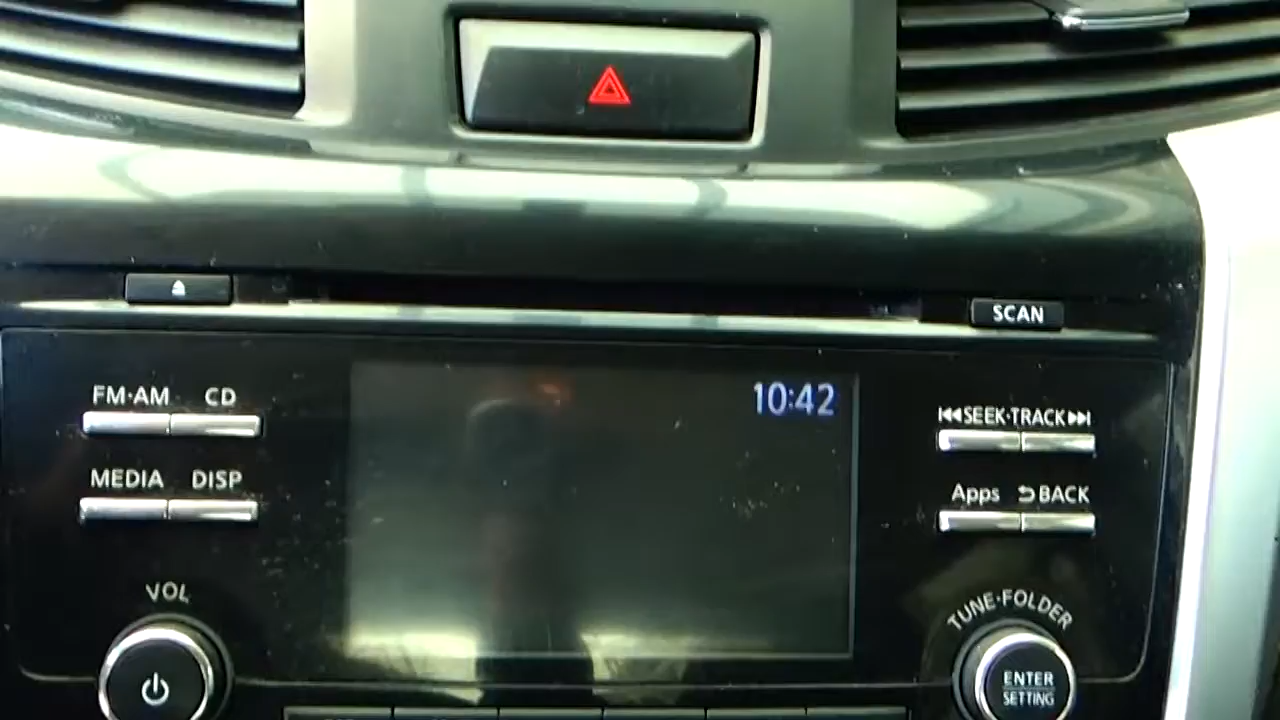 SCAN
FM·AM CD
10:42
SEEK·TRACK
MEDIA DISP
Apps BACK
VOL
TUNE·FOLDER
ENTER
SETTING